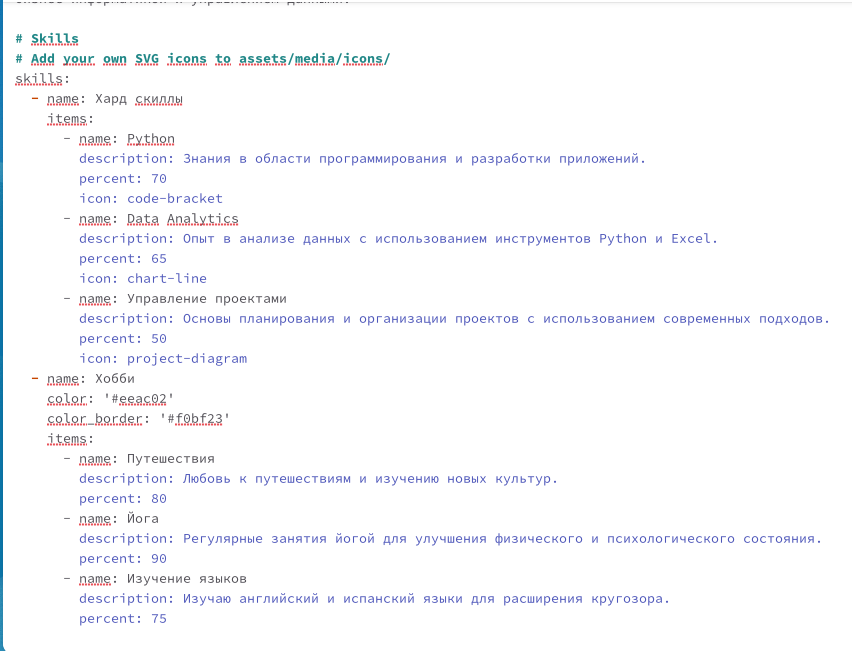 # Skills
# Add your own SVG icons to assets/media/icons/
skills:
  - name: Хард скиллы
    items:
      - name: Python
        description: Знания в области программирования и разработки приложений.
        percent: 70
        icon: code-bracket
      - name: Data Analytics
        description: Опыт в анализе данных с использованием инструментов Python и Excel.
        percent: 65
        icon: chart-line
      - name: Управление проектами
        description: Основы планирования и организации проектов с использованием современных подходов.
        percent: 50
        icon: project-diagram
  - name: Хобби
    color: '#eeac02'
    color_border: '#f0bf23'
    items:
      - name: Путешествия
        description: Любовь к путешествиям и изучению новых культур.
        percent: 80
      - name: Йога
        description: Регулярные занятия йогой для улучшения физического и психологического состояния.
        percent: 90
      - name: Изучение языков
        description: Изучаю английский и испанский языки для расширения кругозора.
        percent: 75